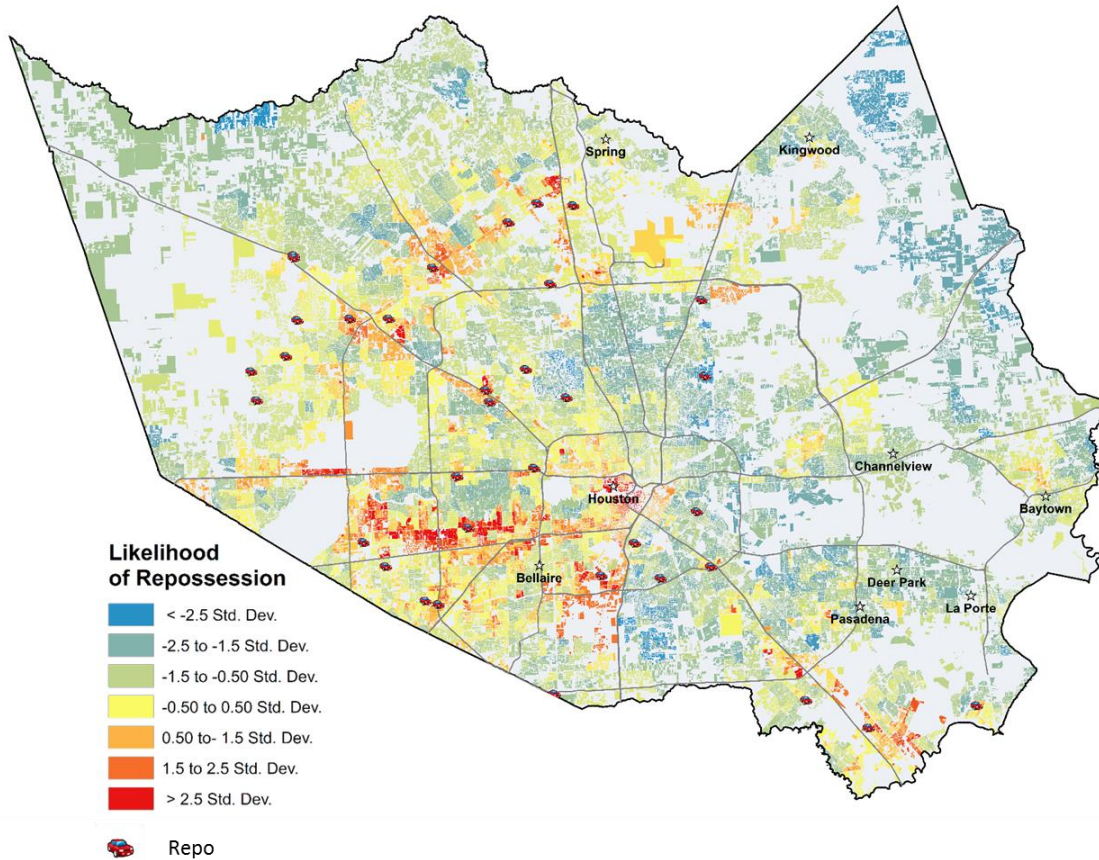 Spring
Kingwood
Channelview
Houston
Baytown
Bellaire
Deer Park
La Porte
Pasadena
Likelihood
of Repossession
< -2.5 Std. Dev.
-2.5 to -1.5 Std. Dev.
-1.5 to -0.50 Std. Dev.
-0.50 to 0.50 Std. Dev.
0.50 to- 1.5 Std. Dev.
1.5 to 2.5 Std. Dev.
> 2.5 Std. Dev.
Repo